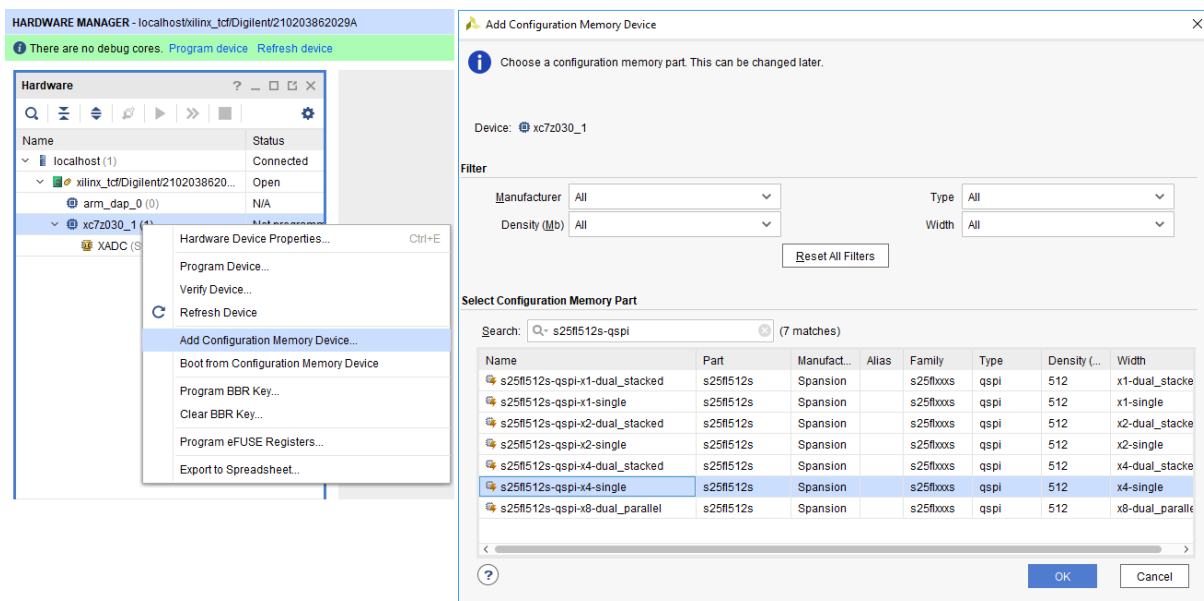 HARDWARE MANAGER - localhost/xilinx_tcf/Digilent/210203862029A
There are no debug cores. Program device Refresh device
Hardware
Name Status
localhost (1) Connected
xilinx_tcf/Digilent/2102038620... Open
arm_dap_0 (0) N/A
xc7z030_1 (1)
XADC
Hardware Device Properties... Ctrl+E
Program Device...
Verify Device...
Refresh Device
Add Configuration Memory Device...
Boot from Configuration Memory Device
Program BBR Key...
Clear BBR Key...
Program eFUSE Registers...
Export to Spreadsheet...
Add Configuration Memory Device
Choose a configuration memory part. This can be changed later.
Device: xc7z030_1
Filter
Manufacturer All Type All
Density (Mb) All Width All
Reset All Filters
Select Configuration Memory Part
Search: s25fl512s-qspi (7 matches)
Name Part Manufact... Alias Family Type Density (... Width
s25fl512s-qspi-x1-dual_stacked s25fl512s Spansion s25flxxxs qspi 512 x1-dual_stacke
s25fl512s-qspi-x1-single s25fl512s Spansion s25flxxxs qspi 512 x1-single
s25fl512s-qspi-x2-dual_stacked s25fl512s Spansion s25flxxxs qspi 512 x2-dual_stacke
s25fl512s-qspi-x2-single s25fl512s Spansion s25flxxxs qspi 512 x2-single
s25fl512s-qspi-x4-dual_stacked s25fl512s Spansion s25flxxxs qspi 512 x4-dual_stacke
s25fl512s-qspi-x4-single s25fl512s Spansion s25flxxxs qspi 512 x4-single
s25fl512s-qspi-x8-dual_parallel s25fl512s Spansion s25flxxxs qspi 512 x8-dual_paralle
OK Cancel